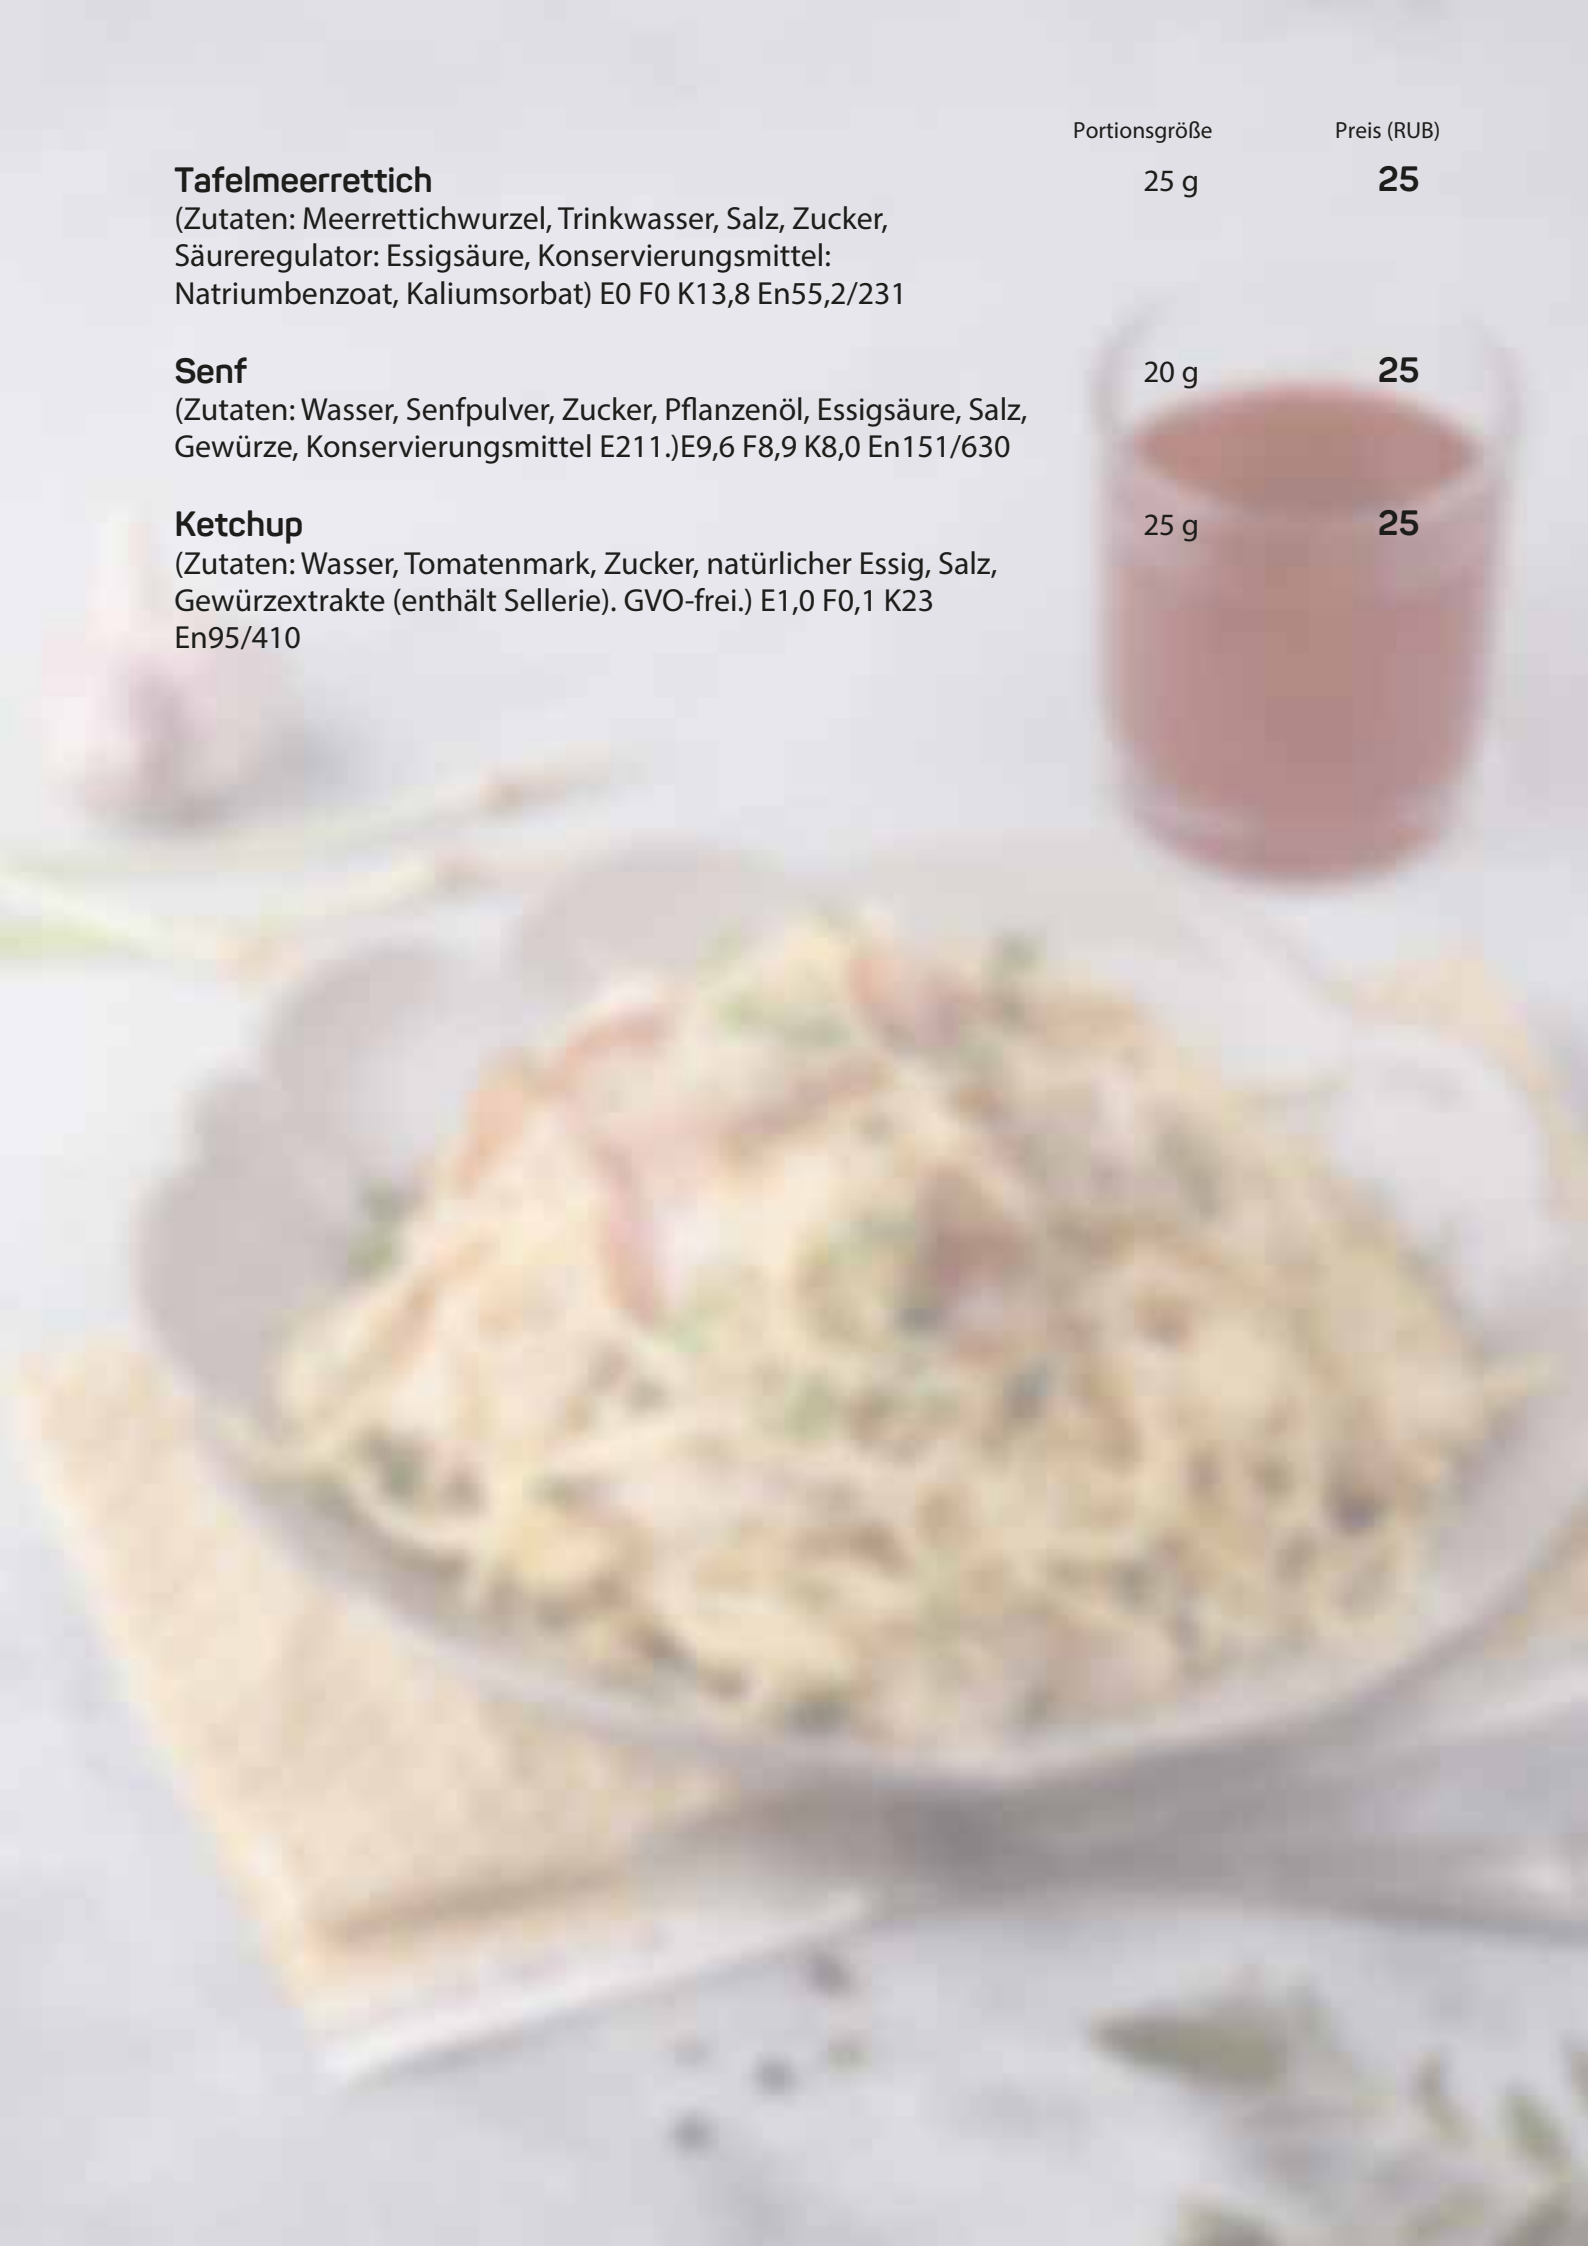 Portionsgröße Preis (RUB)
Tafelmeerrettich 25 g 25
(Zutaten: Meerrettichwurzel, Trinkwasser, Salz, Zucker,
Säureregulator: Essigsäure, Konservierungsmittel:
Natriumbenzoat, Kaliumsorbat) E0 F0 K13,8 En55,2/231
Senf 20 g 25
(Zutaten: Wasser, Senfpulver, Zucker, Pflanzenöl, Essigsäure, Salz,
Gewürze, Konservierungsmittel E211.)E9,6 F8,9 K8,0 En151/630
Ketchup 25 g 25
(Zutaten: Wasser, Tomatenmark, Zucker, natürlicher Essig, Salz,
Gewürzextrakte (enthält Sellerie). GVO-frei.) E1,0 F0,1 K23
En95/410